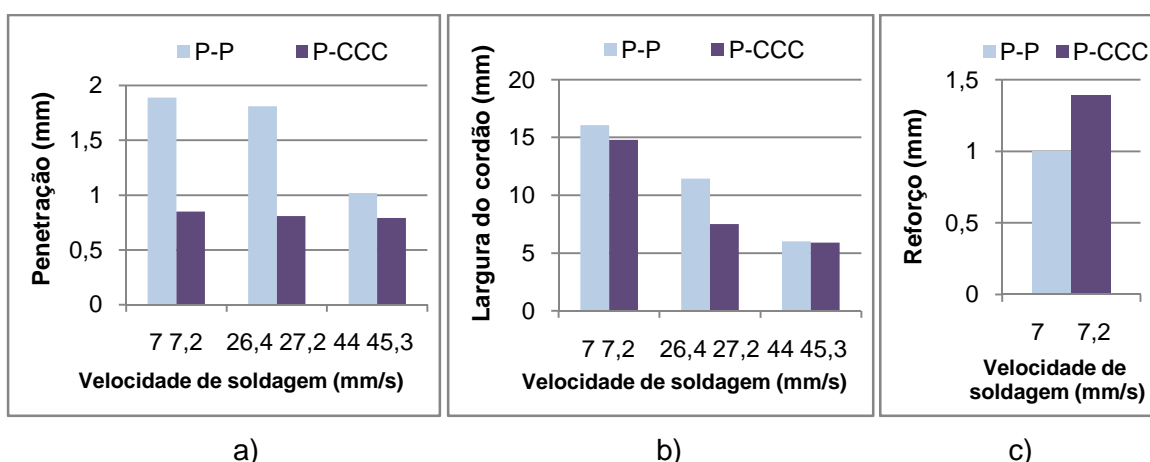 P-P P-CCC
Penetração (mm)
2
1,5
1
0,5
0
7 7,2 26,4 27,2 44 45,3
Velocidade de soldagem (mm/s)
a)
P-P P-CCC
Largura do cordão (mm)
20
15
10
5
0
7 7,2 26,4 27,2 44 45,3
Velocidade de soldagem (mm/s)
b)
P-P P-CCC
Reforço (mm)
1,5
1
0,5
0
7 7,2
Velocidade de
soldagem (mm/s)
c)